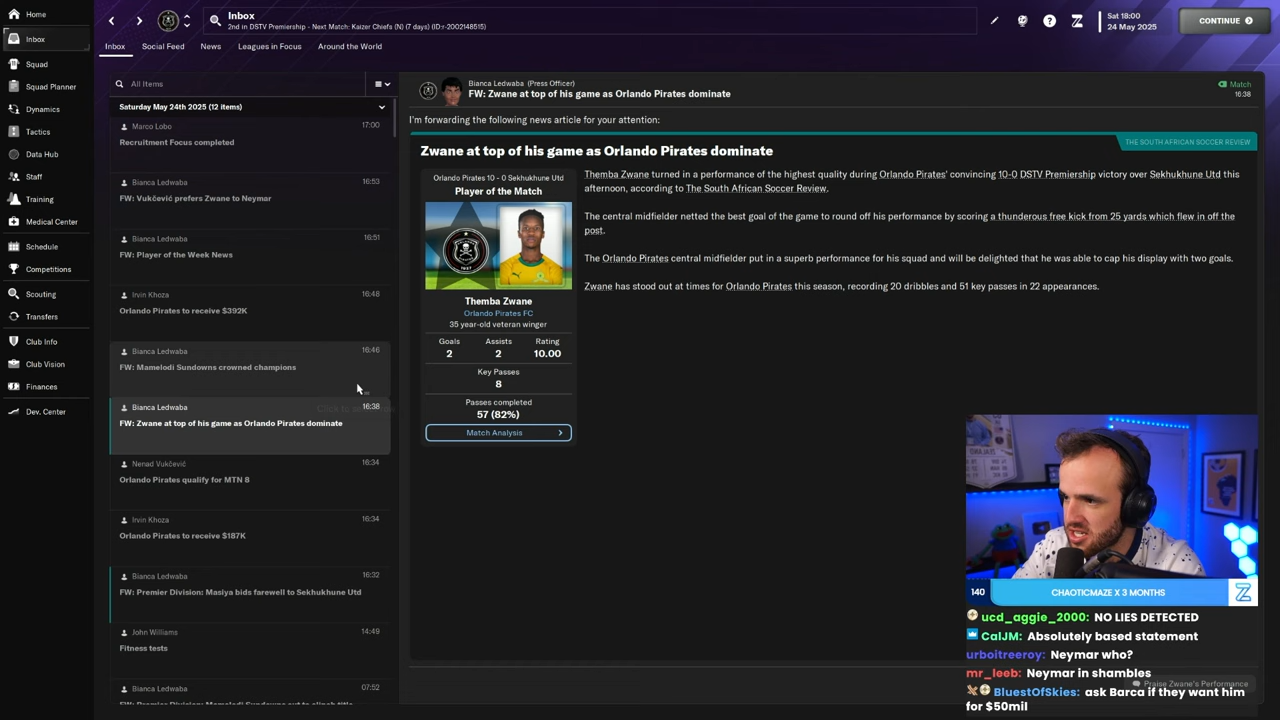 Home
Inbox
Squad
Squad Planner
Dynamics
Tactics
Data Hub
Staff
Training
Medical Center
Schedule
Competitions
Scouting
Transfers
Club Info
Club Vision
Finances
Dev. Center
Inbox
2nd in DSTV Premiership - Next Match: Kaizer Chiefs (N) (7 days) (ID:r-2002148515)
Sat 18:00
24 May 2025
CONTINUE
Inbox
Social Feed
News
Leagues in Focus
Around the World
All Items
Saturday May 24th 2025 (12 items)
Marco Lobo
17:00
Recruitment Focus completed
Bianca Ledwaba
16:53
FW: Vukčević prefers Zwane to Neymar
Bianca Ledwaba
16:51
FW: Player of the Week News
Irvin Khoza
16:48
Orlando Pirates to receive $392K
Bianca Ledwaba
16:46
FW: Mamelodi Sundowns crowned champions
Bianca Ledwaba
16:38
FW: Zwane at top of his game as Orlando Pirates dominate
Nenad Vukčević
16:34
Orlando Pirates qualify for MTN 8
Irvin Khoza
16:34
Orlando Pirates to receive $187K
Bianca Ledwaba
16:32
FW: Premier Division: Masiya bids farewell to Sekhukhune Utd
John Williams
14:49
Fitness tests
Bianca Ledwaba
07:52
FW: Premier Division: Mamelodi Sundowns out to clinch title
Bianca Ledwaba (Press Officer)
FW: Zwane at top of his game as Orlando Pirates dominate
Match
16:38
I'm forwarding the following news article for your attention:
THE SOUTH AFRICAN SOCCER REVIEW
Zwane at top of his game as Orlando Pirates dominate
Orlando Pirates 10 - 0 Sekhukhune Utd
Player of the Match
Themba Zwane
Orlando Pirates FC
35 year-old veteran winger
Goals Assists Rating
2 2 10.00
Key Passes
8
Passes completed
57 (82%)
Match Analysis
Themba Zwane turned in a performance of the highest quality during Orlando Pirates' convincing 10-0 DSTV Premiership victory over Sekhukhune Utd this
afternoon, according to The South African Soccer Review.
The central midfielder netted the best goal of the game to round off his performance by scoring a thunderous free kick from 25 yards which flew in off the
post.
The Orlando Pirates central midfielder put in a superb performance for his squad and will be delighted that he was able to cap his display with two goals.
Zwane has stood out at times for Orlando Pirates this season, recording 20 dribbles and 51 key passes in 22 appearances.
140
CHAOTICMAZE X 3 MONTHS
ucd_aggie_2000: NO LIES DETECTED
CalJM: Absolutely based statement
urboitreeroy: Neymar who?
mr_leeb: Neymar in shambles
Praise Zwane's Performance
BluestOfSkies: ask Barca if they want him
for $50mil